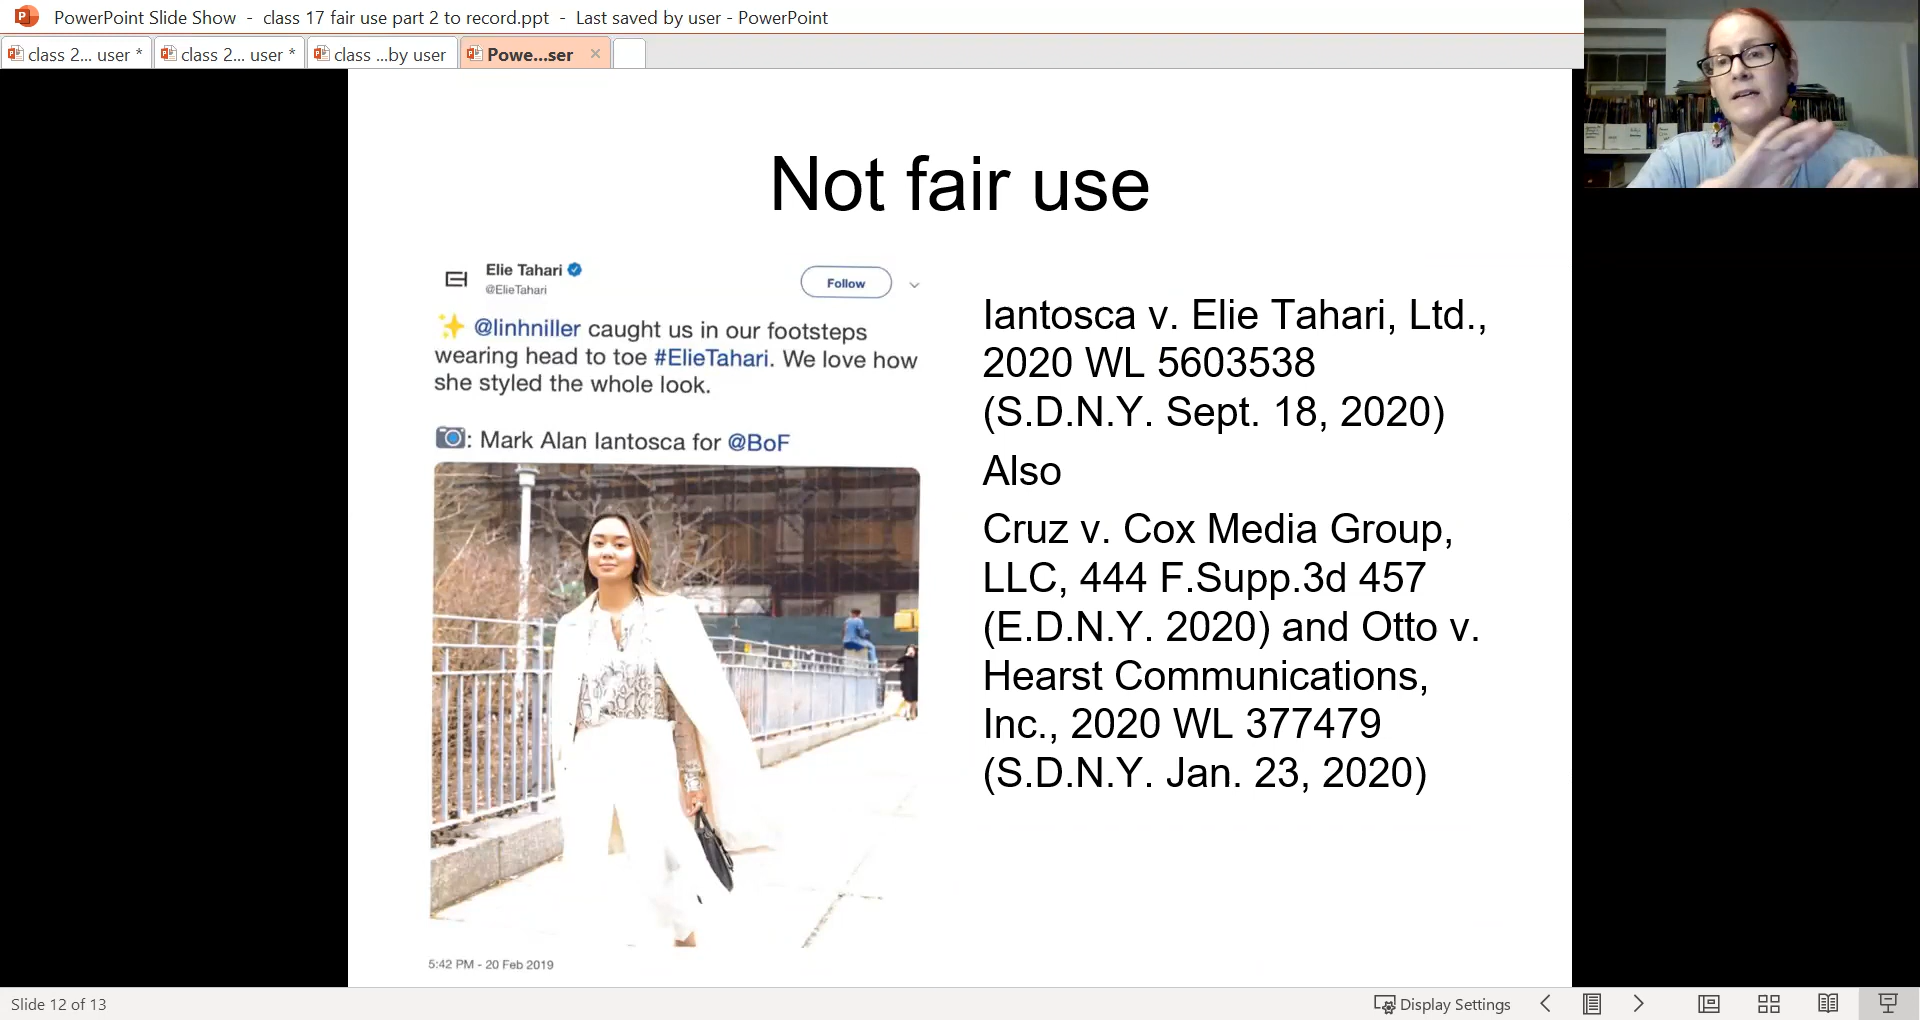 PowerPoint Slide Show - class 17 fair use part 2 to record.ppt - Last saved by user - PowerPoint
class 2... user *
class 2... user *
class ...by user
Powe...ser
Not fair use
Elie Tahari
@ElieTahari
Follow
@linhniller caught us in our footsteps
wearing head to toe #ElieTahari. We love how
she styled the whole look.
: Mark Alan Iantosca for @BoF
5:42 PM - 20 Feb 2019
Iantosca v. Elie Tahari, Ltd.,
2020 WL 5603538
(S.D.N.Y. Sept. 18, 2020)
Also
Cruz v. Cox Media Group,
LLC, 444 F.Supp.3d 457
(E.D.N.Y. 2020) and Otto v.
Hearst Communications,
Inc., 2020 WL 377479
(S.D.N.Y. Jan. 23, 2020)
Slide 12 of 13
Display Settings